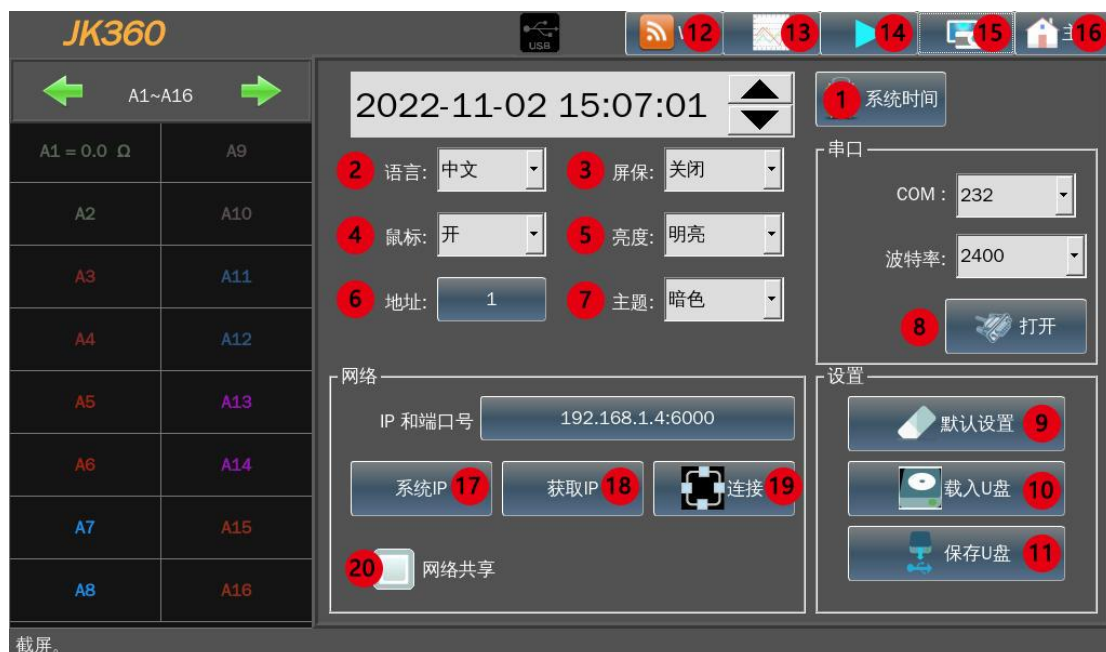 JK360
USB
12
13
14
15
主 16
A1~A16
A1 = 0.0 Ω
A9
A2
A10
A3
A11
A4
A12
A5
A13
A6
A14
A7
A15
A8
A16
2022-11-02 15:07:01
1 系统时间
2 语言: 中文
3 屏保: 关闭
4 鼠标: 开
5 亮度: 明亮
6 地址: 1
7 主题: 暗色
串口
COM : 232
波特率: 2400
8 打开
网络
IP 和端口号 192.168.1.4:6000
系统IP 17
获取IP 18
连接 19
20 网络共享
设置
默认设置 9
载入U盘 10
保存U盘 11
截屏。